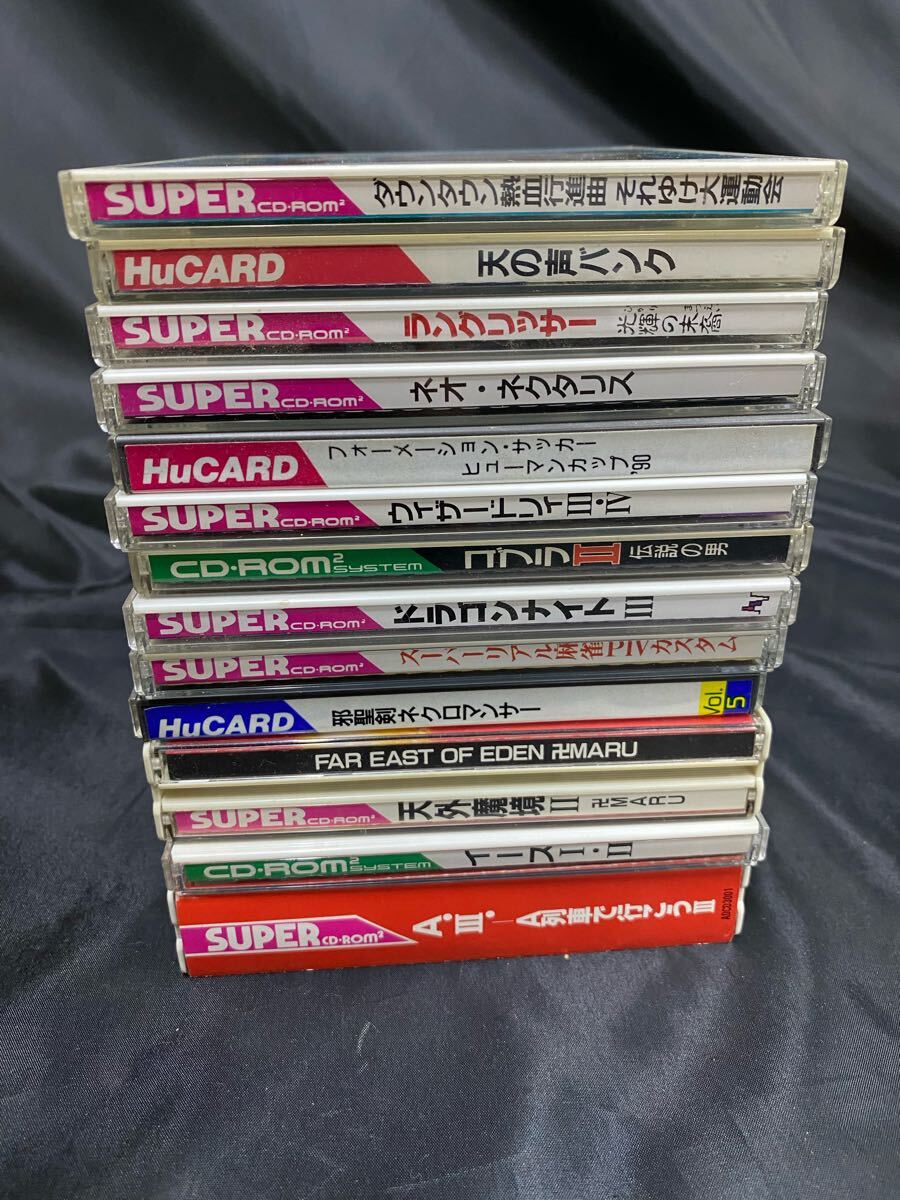 SUPER CD-ROM² ダウンタウン熱血行進曲 それゆけ大運動会
HuCARD 天の声バンク
SUPER CD-ROM² ラングリッサー 光輝の末裔
SUPER CD-ROM² ネオ・ネクタリス
HuCARD フォーメーション・サッカー
ヒューマンカップ'90
SUPER CD-ROM² ウィザードリィIII・IV
CD-ROM² SYSTEM コブラII 伝説の男
SUPER CD-ROM² ドラゴンナイトIII
SUPER CD-ROM² スーパーリアル麻雀PIVカスタム
HuCARD 邪聖剣ネクロマンサー Vol.5
FAR EAST OF EDEN 卍MARU
SUPER CD-ROM² 天外魔境II 卍MARU
CD-ROM² SYSTEM イースI・II
SUPER CD-ROM² A.III.—A列車で行こうIII ADCD3001